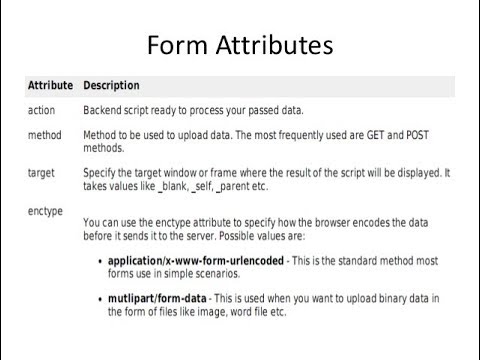 Form Attributes
Attribute Description
action Backend script ready to process your passed data.
method Method to be used to upload data. The most frequently used are GET and POST
methods.
target Specify the target window or frame where the result of the script will be displayed. It
takes values like _blank, _self, _parent etc.
enctype
You can use the enctype attribute to specify how the browser encodes the data
before it sends it to the server. Possible values are:
• application/x-www-form-urlencoded - This is the standard method most
forms use in simple scenarios.
• mutlipart/form-data - This is used when you want to upload binary data in
the form of files like image, word file etc.